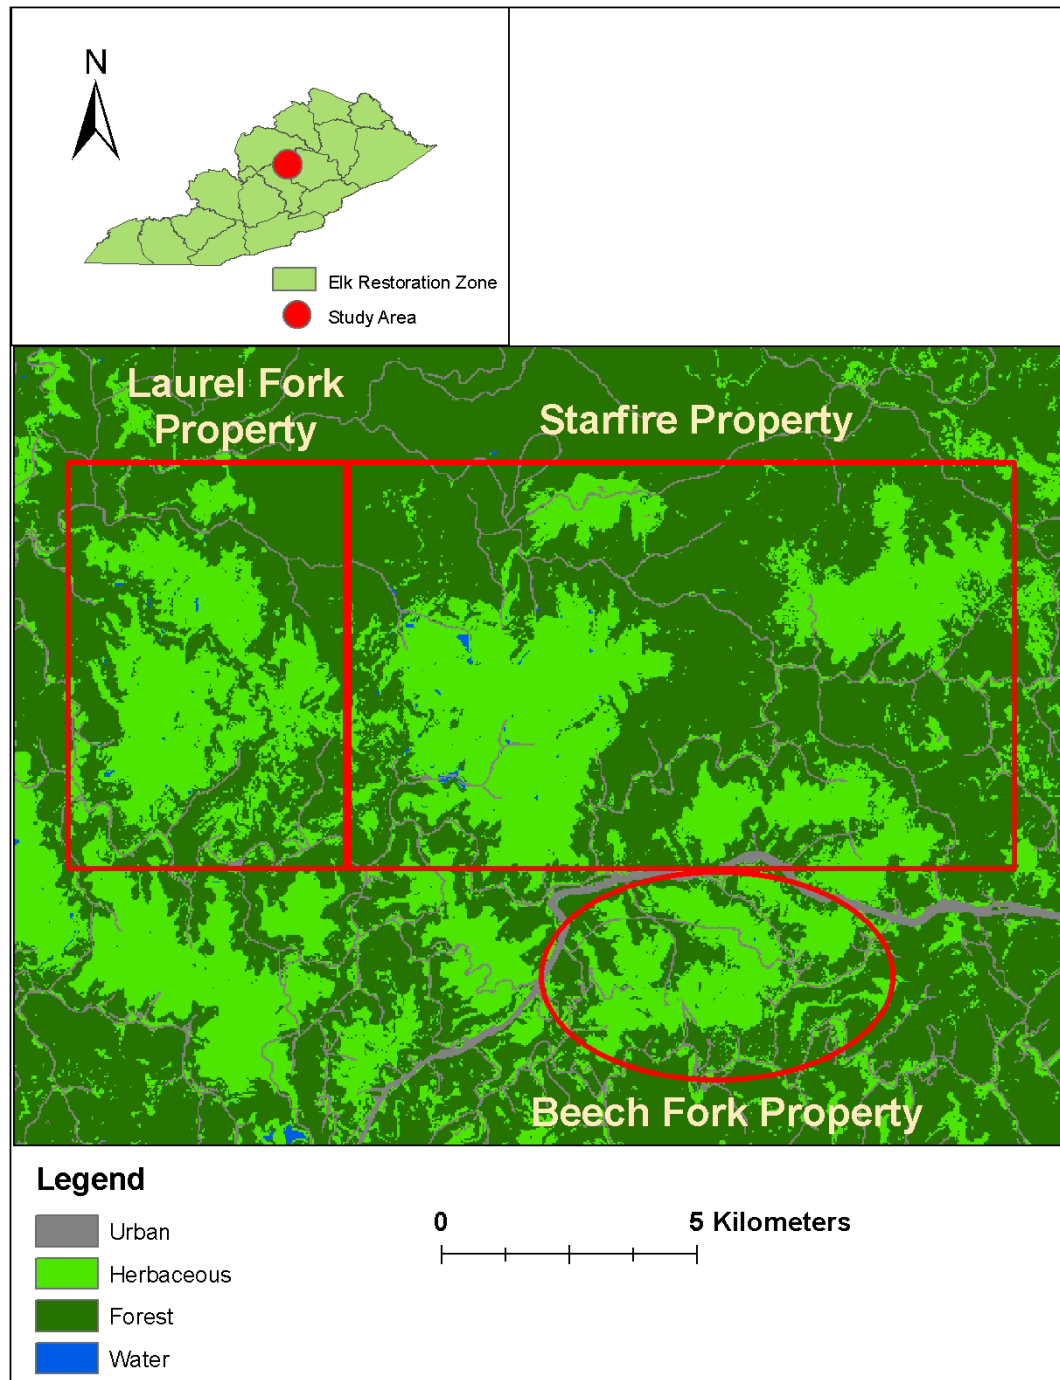 N
Elk Restoration Zone
Study Area
Laurel Fork
Property
Starfire Property
Beech Fork Property
Legend
Urban
Herbaceous
Forest
Water
0 5 Kilometers